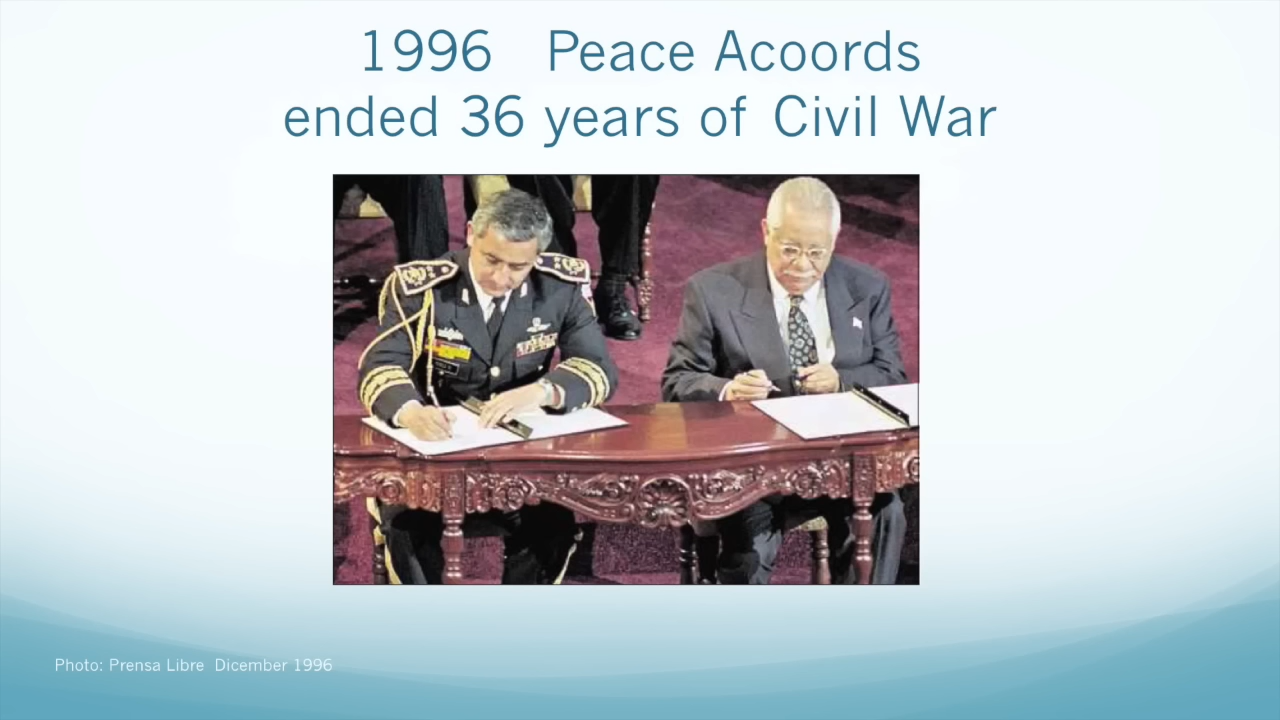 1996 Peace Acoords
ended 36 years of Civil War
Photo: Prensa Libre Dicember 1996